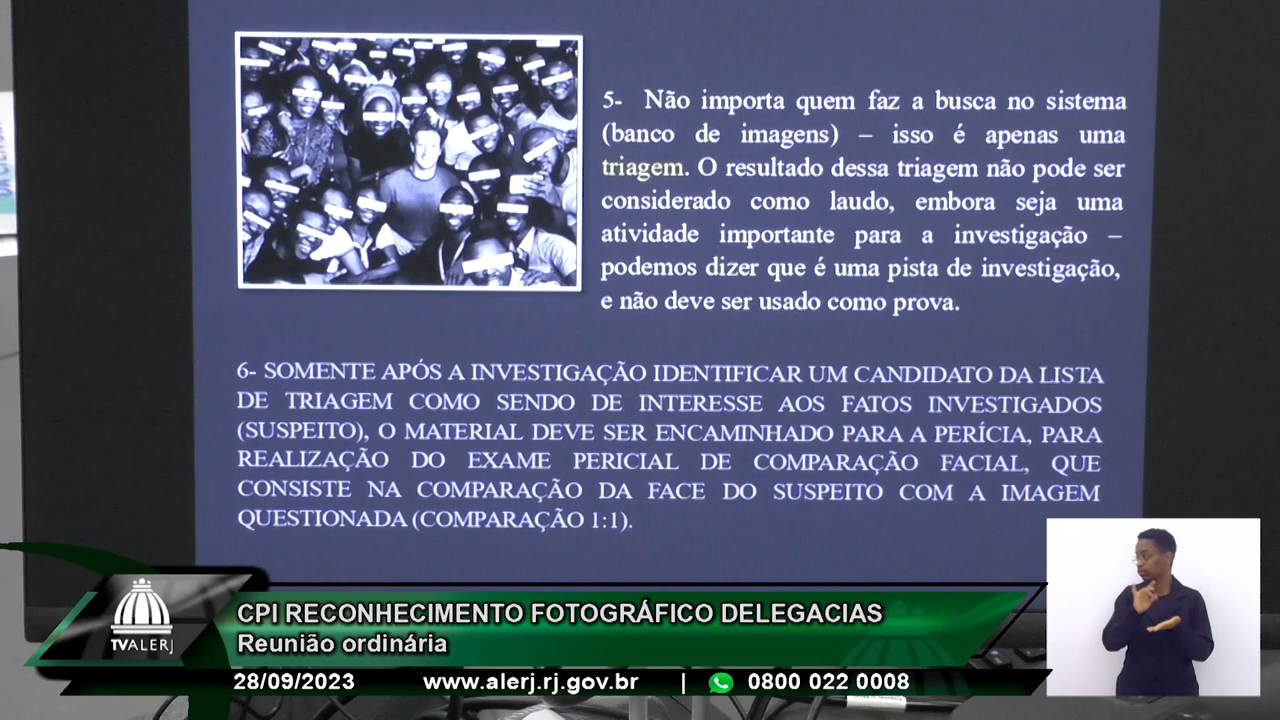 5- Não importa quem faz a busca no sistema
(banco de imagens) – isso é apenas uma
triagem. O resultado dessa triagem não pode ser
considerado como laudo, embora seja uma
atividade importante para a investigação –
podemos dizer que é uma pista de investigação,
e não deve ser usado como prova.
6- SOMENTE APÓS A INVESTIGAÇÃO IDENTIFICAR UM CANDIDATO DA LISTA
DE TRIAGEM COMO SENDO DE INTERESSE AOS FATOS INVESTIGADOS
(SUSPEITO), O MATERIAL DEVE SER ENCAMINHADO PARA A PERÍCIA, PARA
REALIZAÇÃO DO EXAME PERICIAL DE COMPARAÇÃO FACIAL, QUE
CONSISTE NA COMPARAÇÃO DA FACE DO SUSPEITO COM A IMAGEM
QUESTIONADA (COMPARAÇÃO 1:1).
CPI RECONHECIMENTO FOTOGRÁFICO DELEGACIAS
Reunião ordinária
TVALERJ
28/09/2023 www.alerj.rj.gov.br | 0800 022 0008